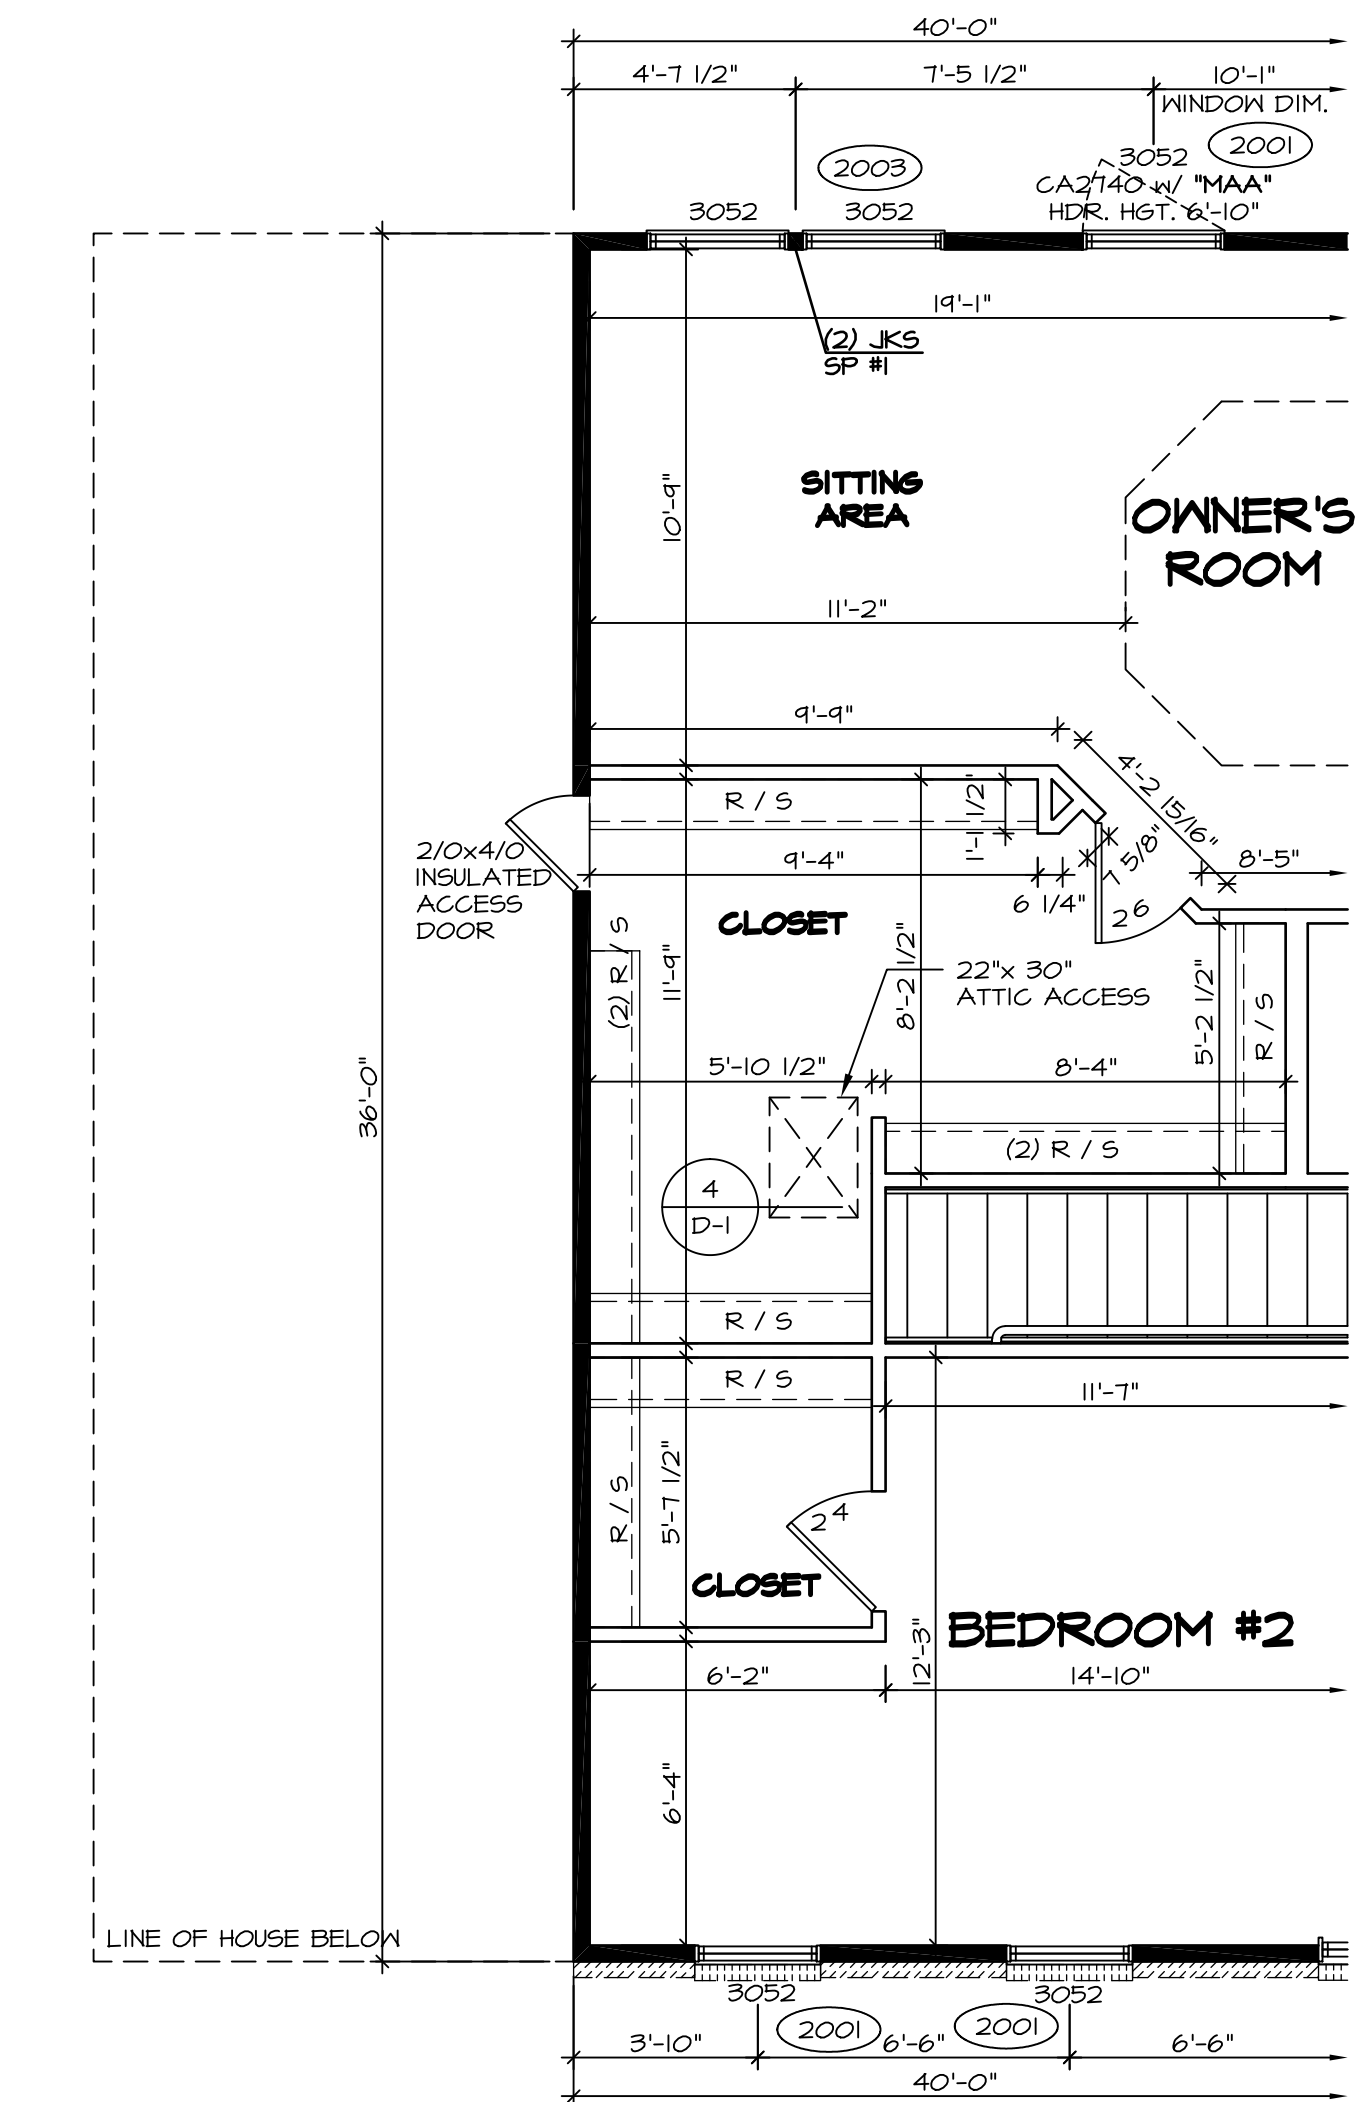 40'-0"
4'-7 1/2"
7'-5 1/2"
10'-1"
WINDOW DIM.
2003
2001
3052
CA2740 w/ "MAA"
HDR. HGT. 6'-10"
3052
3052
19'-1"
(2) JKS
SP #1
SITTING
AREA
OWNER'S
ROOM
10'-9"
11'-2"
9'-9"
4'-2 15/16"
R / S
1'-1 1/2"
7 5/8"
8'-5"
9'-4"
6 1/4"
2 6
2/0x4/0
INSULATED
ACCESS
DOOR
CLOSET
(2) R / S
11'-9"
8'-2 1/2"
22"x 30"
ATTIC ACCESS
5'-2 1/2"
R / S
5'-10 1/2"
8'-4"
36'-0"
(2) R / S
4
D-1
R / S
R / S
11'-7"
R / S
5'-7 1/2"
2 4
CLOSET
BEDROOM #2
12'-3"
6'-2"
14'-10"
6'-4"
LINE OF HOUSE BELOW
3052
3052
2001
2001
3'-10"
6'-6"
6'-6"
40'-0"